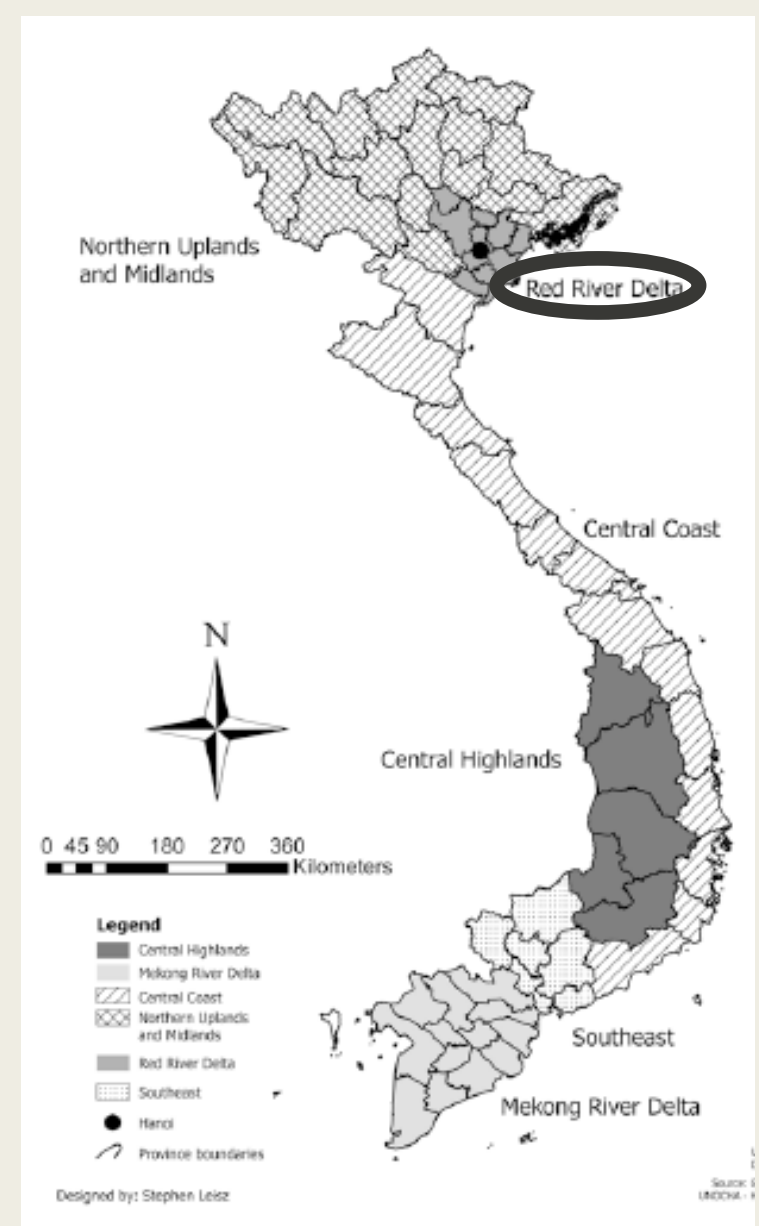 Northern Uplands
and Midlands
Red River Delta
Central Coast
N
Central Highlands
0 45 90 180 270 360
Kilometers
Legend
Central Highlands
Mekong River Delta
Central Coast
Northern Uplands
and Midlands
Red River Delta
Southeast
Hanoi
Province boundaries
Southeast
Mekong River Delta
Designed by: Stephen Leisz
Source:
UNOCHA -